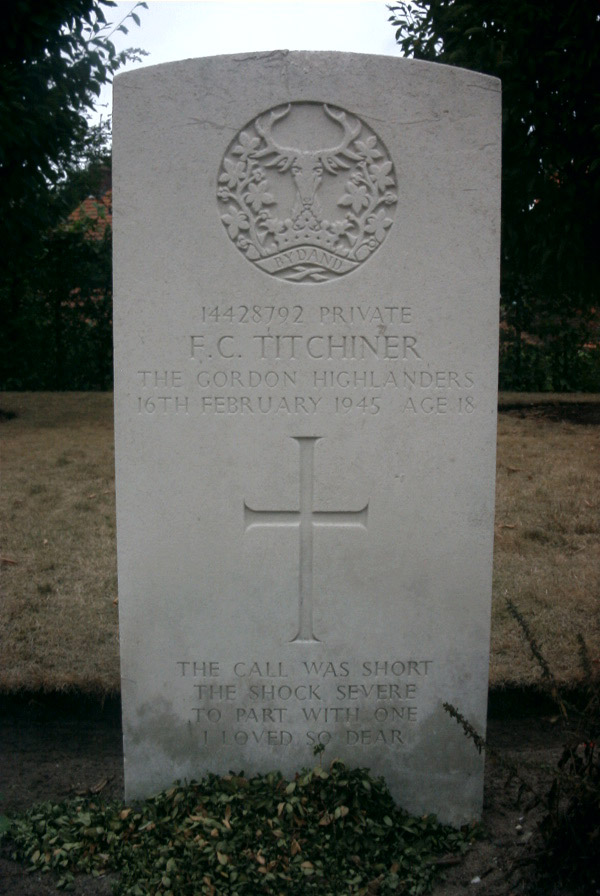 BYDAND
14428792 PRIVATE
F.C. TITCHINER
THE GORDON HIGHLANDERS
16TH FEBRUARY 1945 AGE 18
THE CALL WAS SHORT
THE SHOCK SEVERE
TO PART WITH ONE
I LOVED SO DEAR